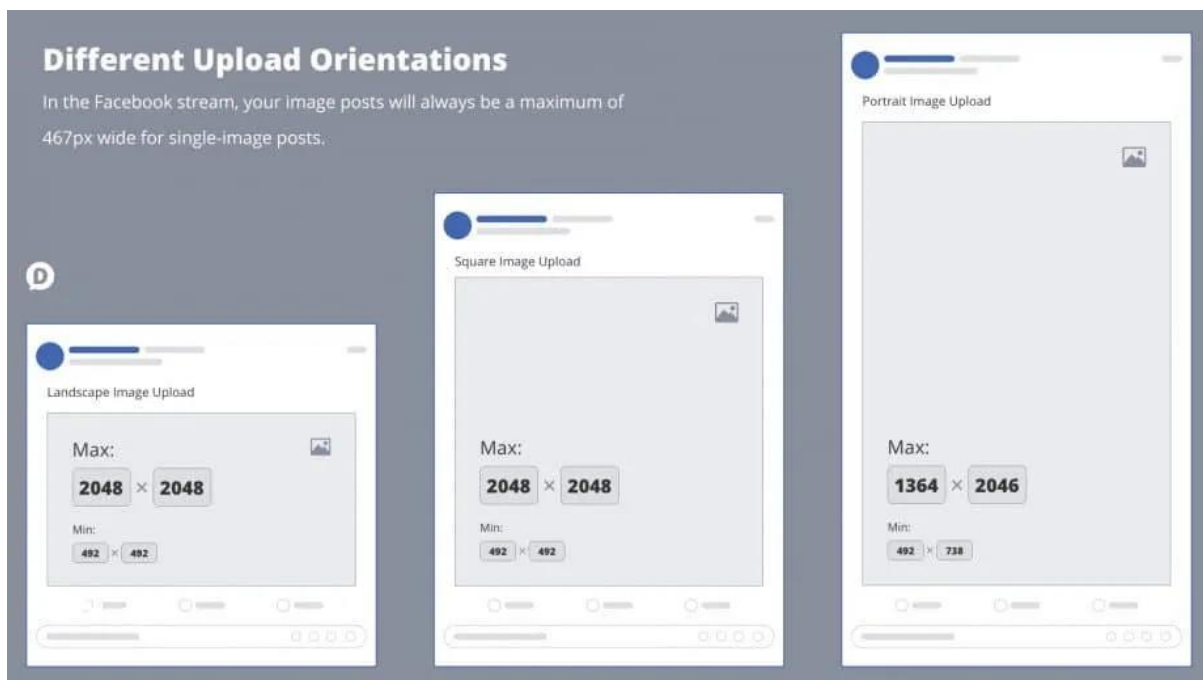 Different Upload Orientations
In the Facebook stream, your image posts will always be a maximum of
467px wide for single-image posts.
D
Landscape Image Upload
Max:
2048 × 2048
Min:
492 × 492
Square Image Upload
Max:
2048 × 2048
Min:
492 × 492
Portrait Image Upload
Max:
1364 × 2046
Min:
492 × 738